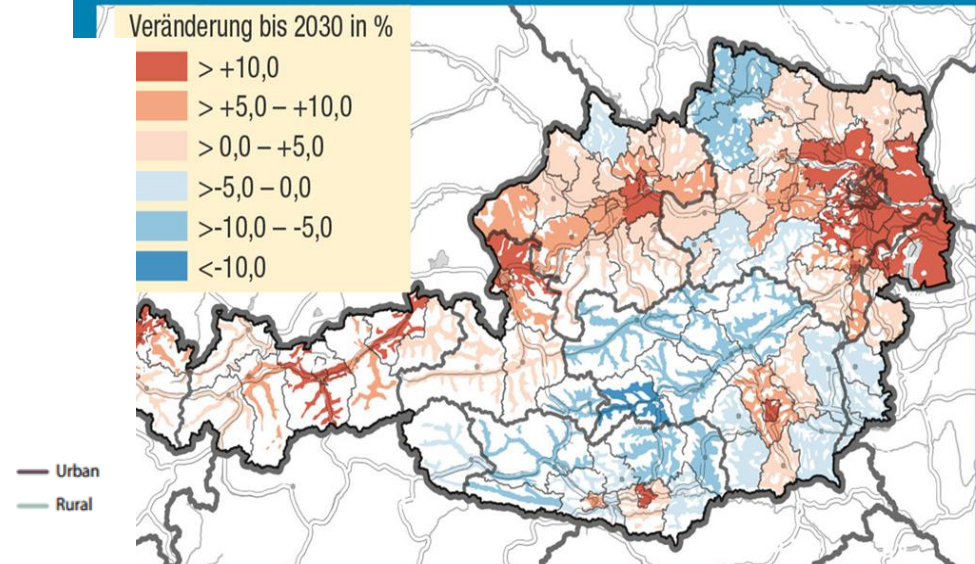 Veränderung bis 2030 in %
> +10,0
> +5,0 – +10,0
> 0,0 – +5,0
>-5,0 – 0,0
>-10,0 – -5,0
<-10,0
Urban
Rural